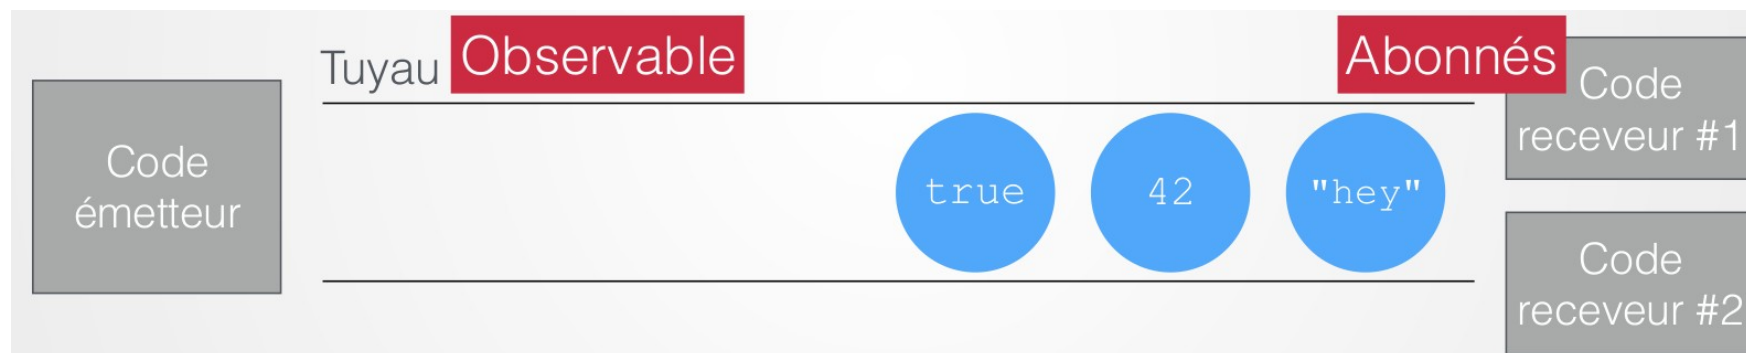 Tuyau Observable
Abonnés
Code
émetteur
true
42
"hey"
Code
receveur #1
Code
receveur #2